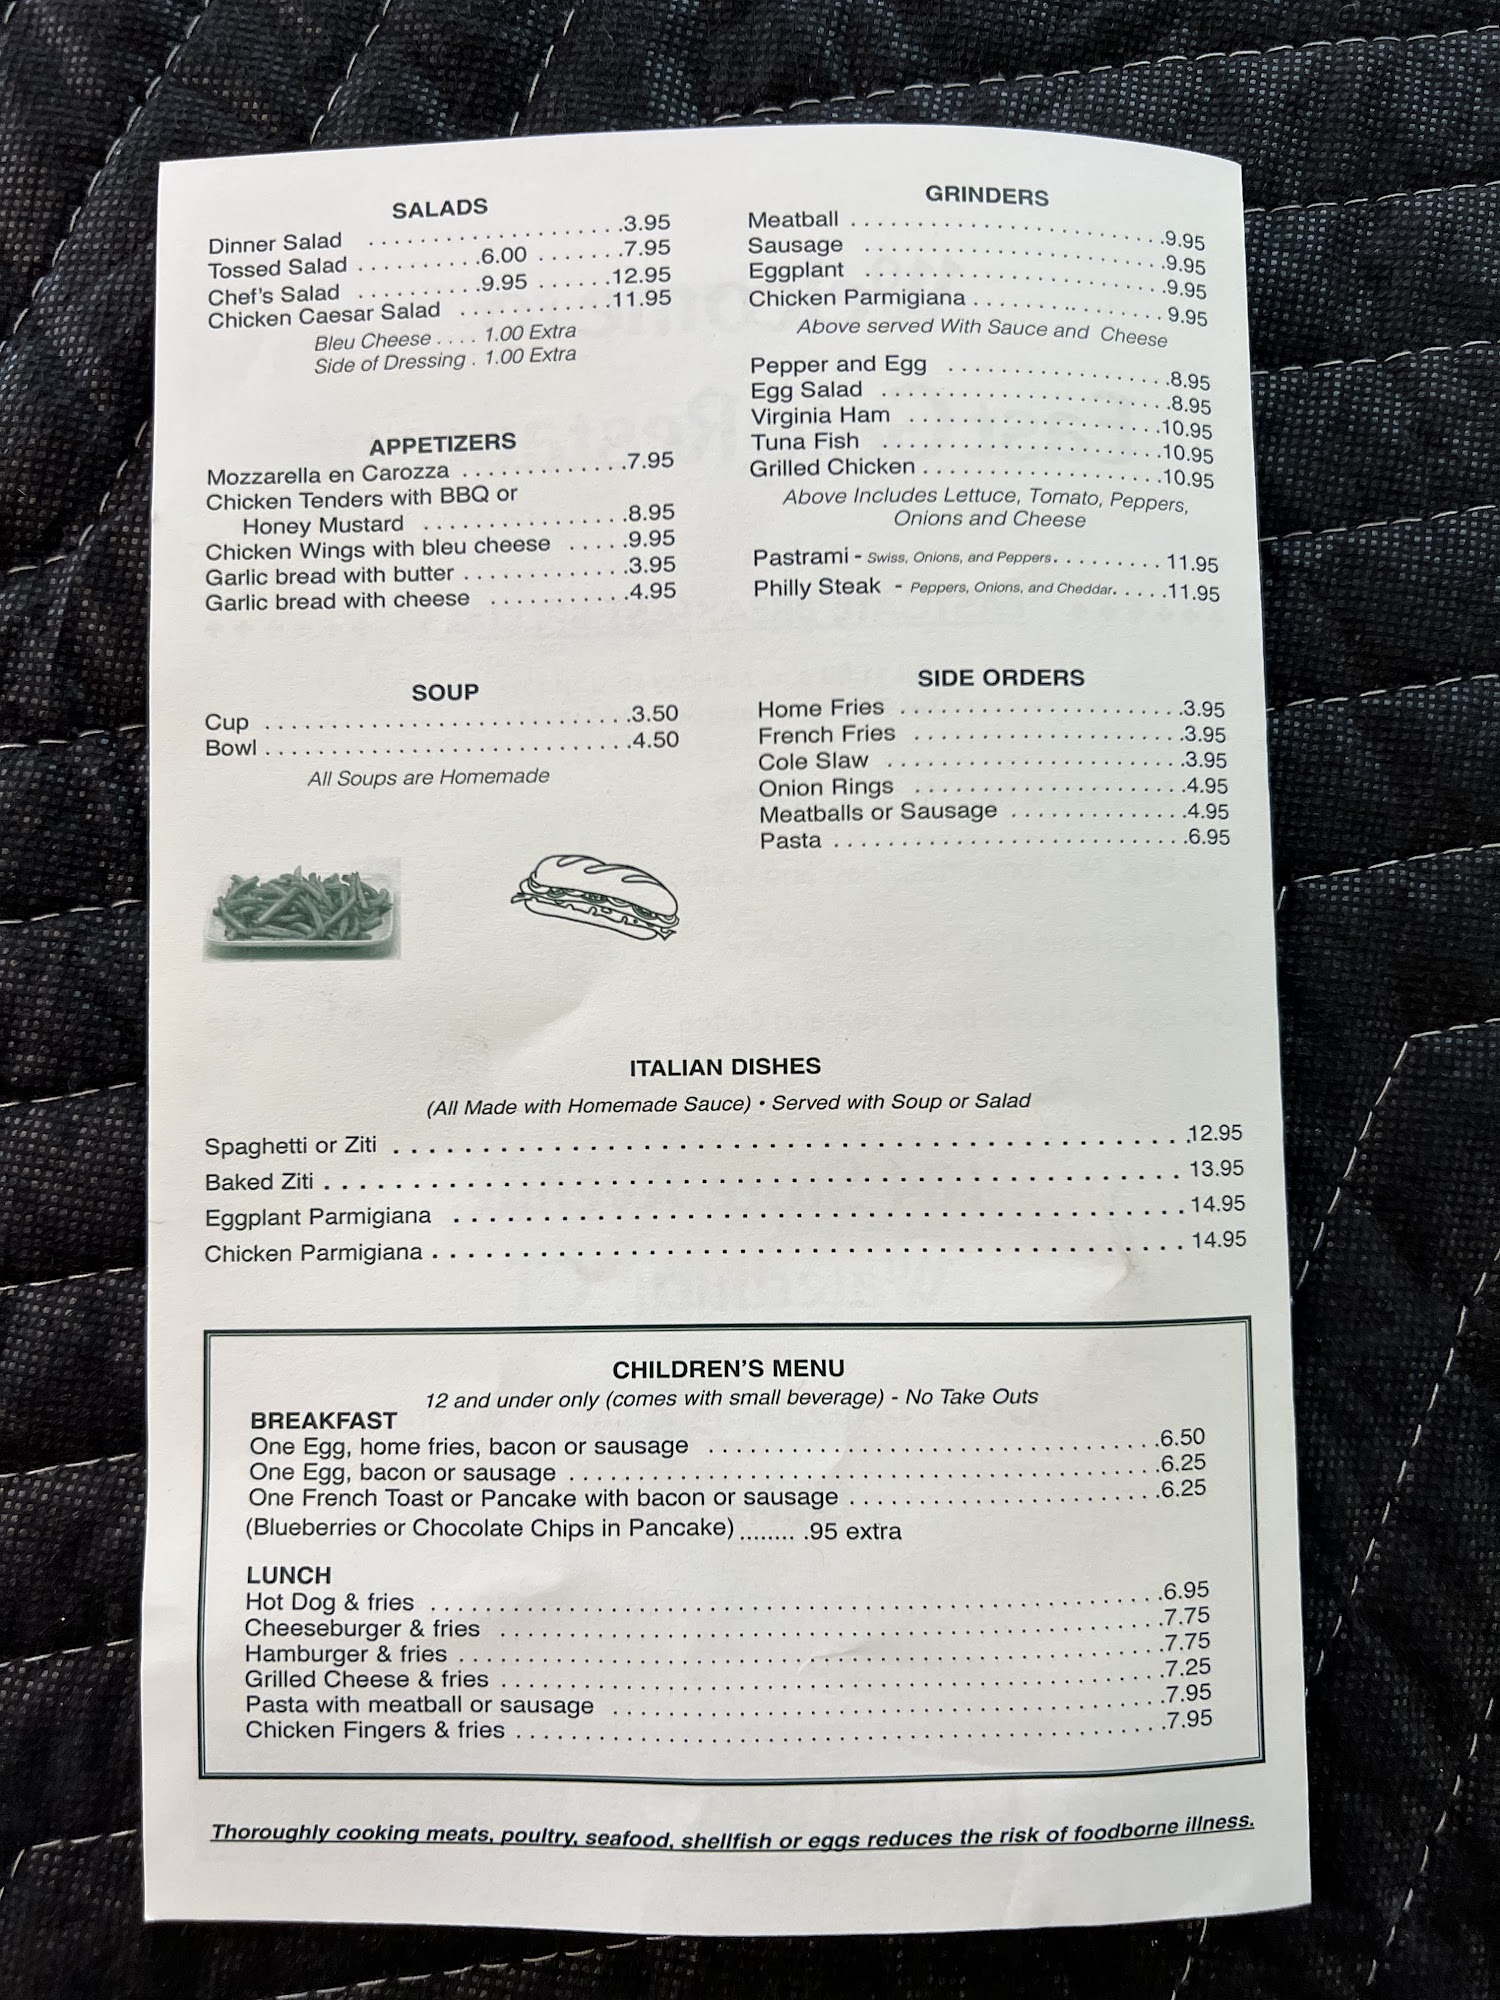 SALADS
Dinner Salad ......................3.95
Tossed Salad ..........6.00 .......7.95
Chef's Salad ..........9.95 ......12.95
Chicken Caesar Salad ............11.95
Bleu Cheese .... 1.00 Extra
Side of Dressing . 1.00 Extra
APPETIZERS
Mozzarella en Carozza .............7.95
Chicken Tenders with BBQ or
Honey Mustard ................8.95
Chicken Wings with bleu cheese .....9.95
Garlic bread with butter .............3.95
Garlic bread with cheese ...........4.95
SOUP
Cup ............................3.50
Bowl ............................4.50
All Soups are Homemade
GRINDERS
Meatball ........................9.95
Sausage .......................9.95
Eggplant .......................9.95
Chicken Parmigiana ............... 9.95
Above served With Sauce and Cheese
Pepper and Egg .................8.95
Egg Salad ......................8.95
Virginia Ham ...................10.95
Tuna Fish .....................10.95
Grilled Chicken ..................10.95
Above Includes Lettuce, Tomato, Peppers,
Onions and Cheese
Pastrami - Swiss, Onions, and Peppers. ........ 11.95
Philly Steak - Peppers, Onions, and Cheddar. ....11.95
SIDE ORDERS
Home Fries ......................3.95
French Fries .....................3.95
Cole Slaw .......................3.95
Onion Rings .....................4.95
Meatballs or Sausage ..............4.95
Pasta ...........................6.95
ITALIAN DISHES
(All Made with Homemade Sauce) • Served with Soup or Salad
Spaghetti or Ziti .............................................12.95
Baked Ziti ................................................. 13.95
Eggplant Parmigiana .......................................... 14.95
Chicken Parmigiana ........................................... 14.95
CHILDREN'S MENU
12 and under only (comes with small beverage) - No Take Outs
BREAKFAST
One Egg, home fries, bacon or sausage .................................6.50
One Egg, bacon or sausage ...........................................6.25
One French Toast or Pancake with bacon or sausage .......................6.25
(Blueberries or Chocolate Chips in Pancake) ........ .95 extra
LUNCH
Hot Dog & fries .....................................................6.95
Cheeseburger & fries ................................................7.75
Hamburger & fries ...................................................7.75
Grilled Cheese & fries ...............................................7.25
Pasta with meatball or sausage ........................................7.95
Chicken Fingers & fries ..............................................7.95
Thoroughly cooking meats, poultry, seafood, shellfish or eggs reduces the risk of foodborne illness.